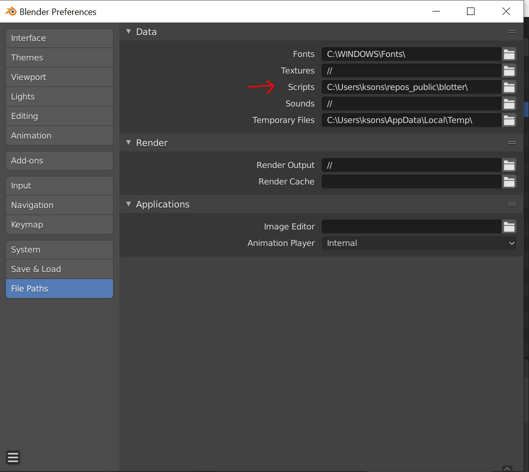 Blender Preferences
Interface
Themes
Viewport
Lights
Editing
Animation
Add-ons
Input
Navigation
Keymap
System
Save & Load
File Paths
Data
Fonts C:\WINDOWS\Fonts\
Textures //
Scripts C:\Users\ksons\repos_public\blotter\
Sounds //
Temporary Files C:\Users\ksons\AppData\Local\Temp\
Render
Render Output //
Render Cache
Applications
Image Editor
Animation Player Internal